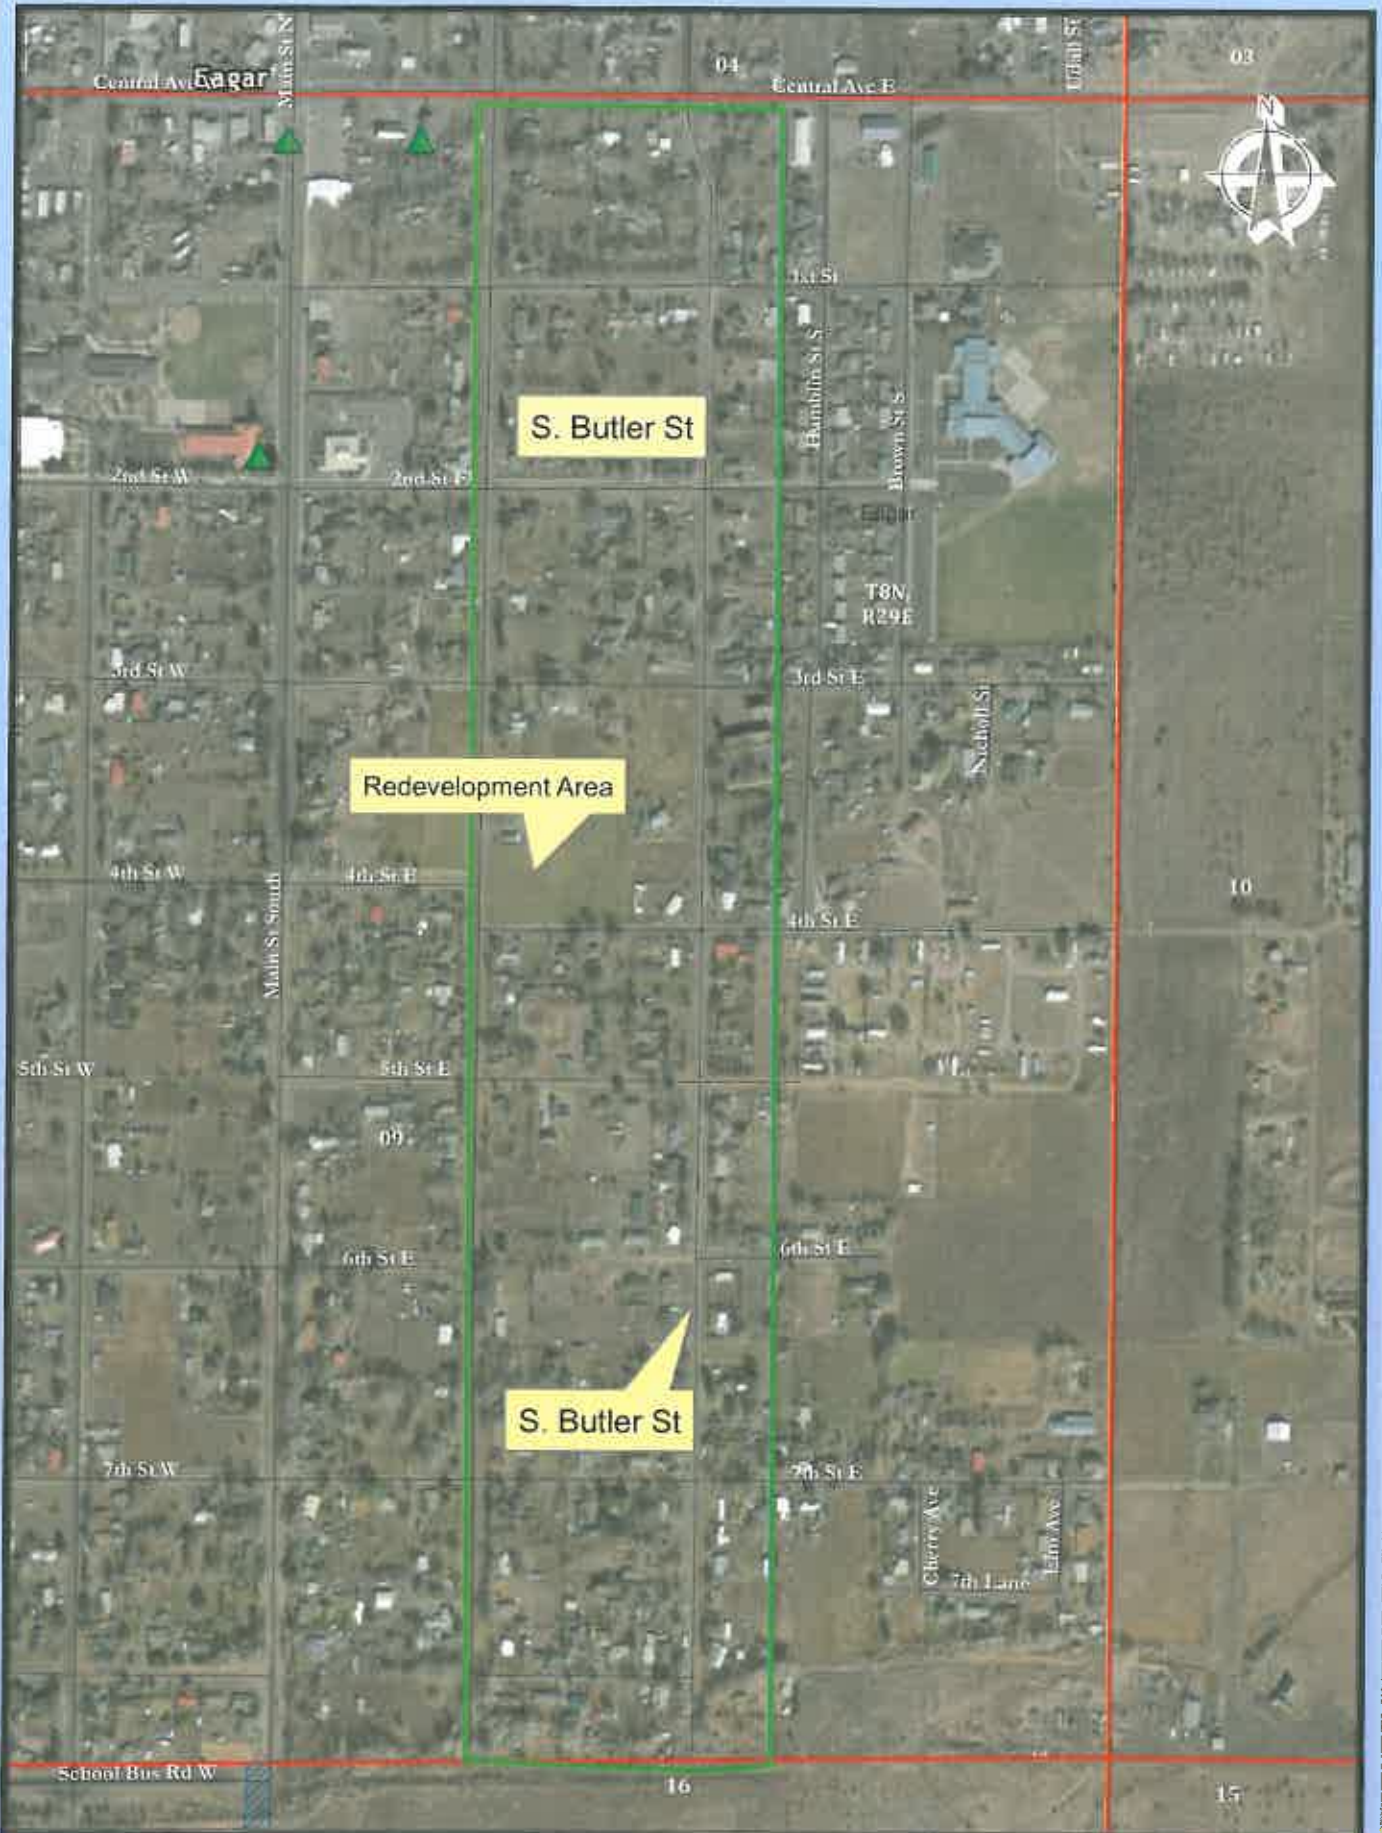 Main St N
Udall St
04
03
Central Ave W
Eagar
Central Ave E
N
1st St
Hamblin St S
S. Butler St
Brown St S
2nd St W
2nd St E
Eagar
T8N,
R29E
3rd St W
3rd St E
Nicholl St
Redevelopment Area
4th St W
4th St E
10
Main St South
4th St E
5th St W
5th St E
09
6th St E
6th St E
S. Butler St
7th St W
7th St E
Cherry Ave
Elm Ave
7th Lane
School Bus Rd W
16
15